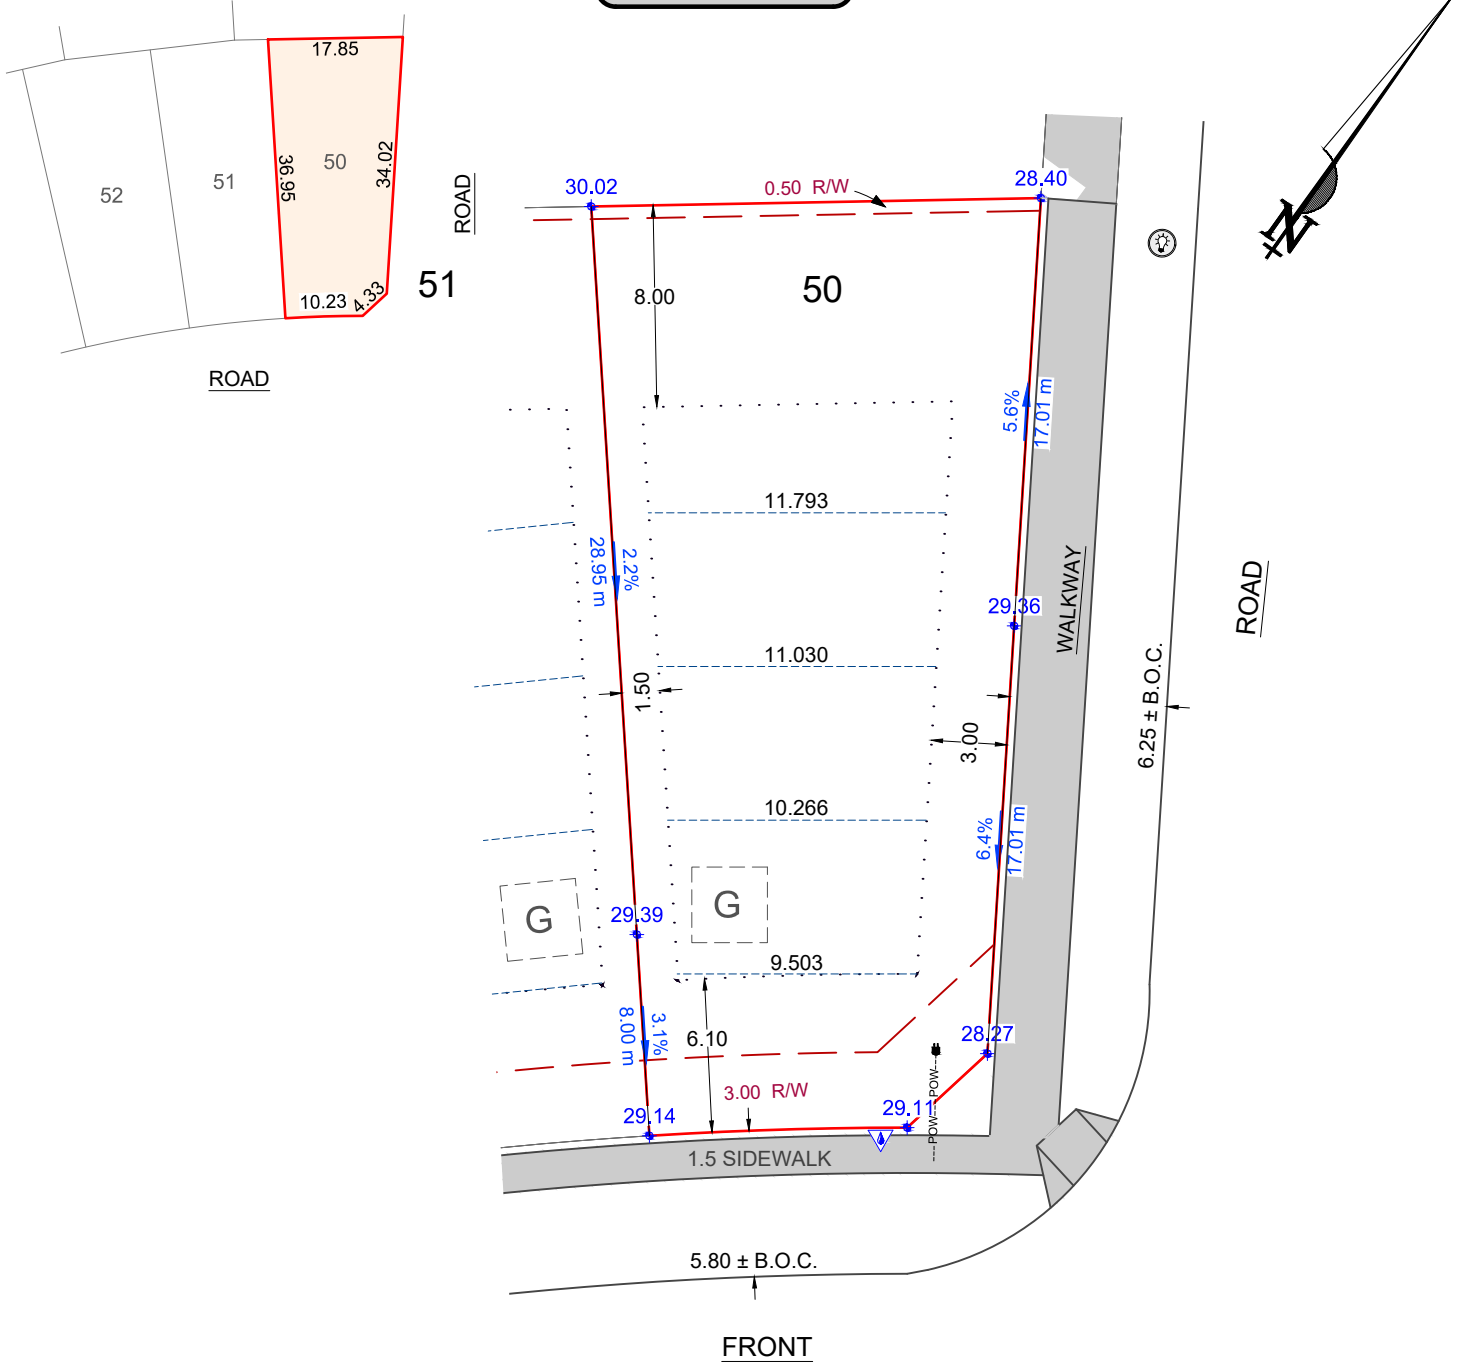 17.85
36.95
50
34.02
51
52
10.23
4.33
ROAD
ROAD
51
30.02
0.50 R/W
28.40
N
8.00
50
5.6%
17.01 m
11.793
28.95 m
2.2%
WALKWAY
ROAD
29.36
11.030
1.50
3.00
6.25 ± B.O.C.
10.266
6.4%
17.01 m
G
G
29.39
9.503
8.00 m
3.1%
6.10
28.27
3.00 R/W
---POW---POW---
29.14
29.11
1.5 SIDEWALK
5.80 ± B.O.C.
FRONT